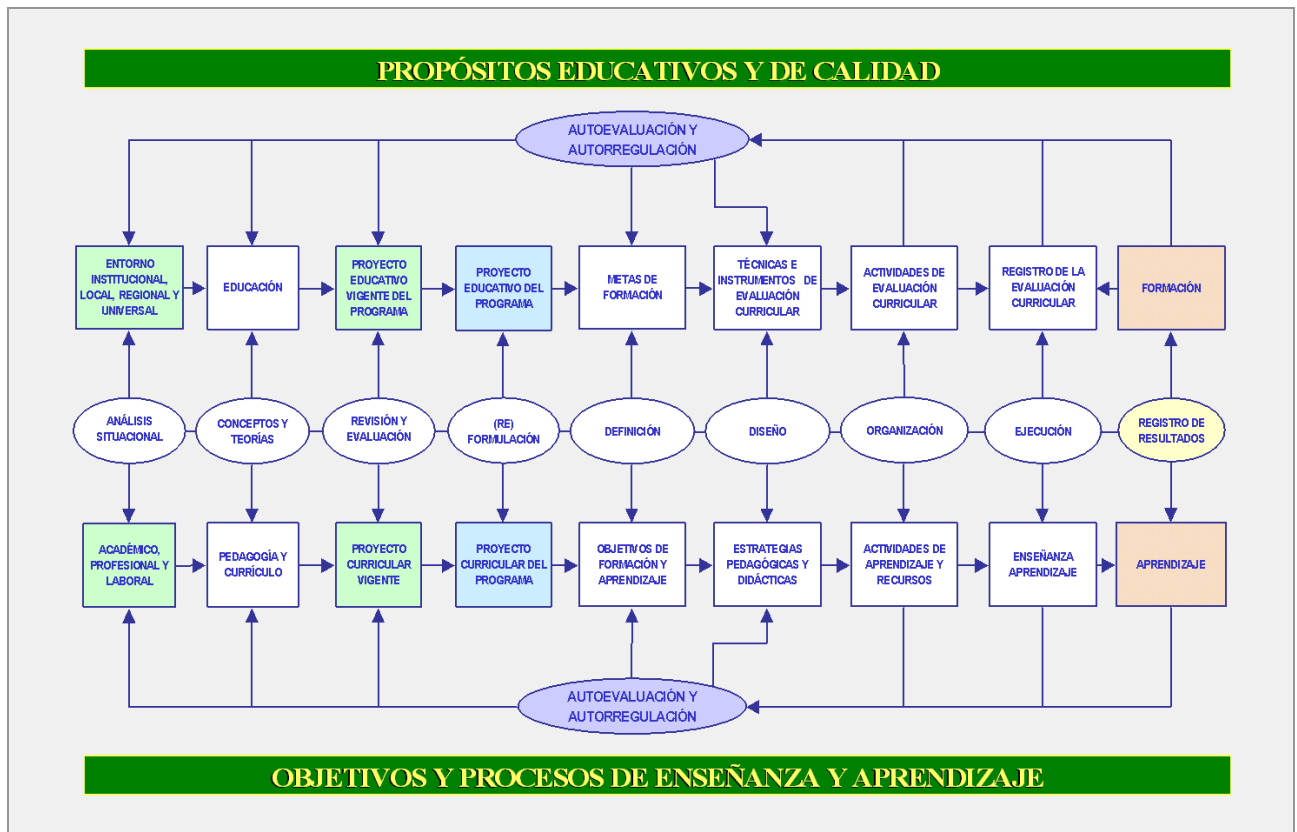 PROPÓSITOS EDUCATIVOS Y DE CALIDAD
AUTOEVALUACIÓN Y
AUTORREGULACIÓN
ENTORNO
INSTITUCIONAL,
LOCAL, REGIONAL Y
UNIVERSAL
EDUCACIÓN
PROYECTO
EDUCATIVO
VIGENTE DEL
PROGRAMA
PROYECTO
EDUCATIVO DEL
PROGRAMA
METAS DE
FORMACIÓN
TÉCNICAS E
INSTRUMENTOS DE
EVALUACIÓN
CURRICULAR
ACTIVIDADES DE
EVALUACIÓN
CURRICULAR
REGISTRO DE LA
EVALUACIÓN
CURRICULAR
FORMACIÓN
ANÁLISIS
SITUACIONAL
CONCEPTOS Y
TEORÍAS
REVISIÓN Y
EVALUACIÓN
(RE)
FORMULACIÓN
DEFINICIÓN
DISEÑO
ORGANIZACIÓN
EJECUCIÓN
REGISTRO DE
RESULTADOS
ACADÉMICO,
PROFESIONAL Y
LABORAL
PEDAGOGÍA Y
CURRÍCULO
PROYECTO
CURRICULAR
VIGENTE
PROYECTO
CURRICULAR DEL
PROGRAMA
OBJETIVOS DE
FORMACIÓN Y
APRENDIZAJE
ESTRATEGIAS
PEDAGÓGICAS Y
DIDÁCTICAS
ACTIVIDADES DE
APRENDIZAJE Y
RECURSOS
ENSEÑANZA
APRENDIZAJE
APRENDIZAJE
AUTOEVALUACIÓN Y
AUTORREGULACIÓN
OBJETIVOS Y PROCESOS DE ENSEÑANZA Y APRENDIZAJE